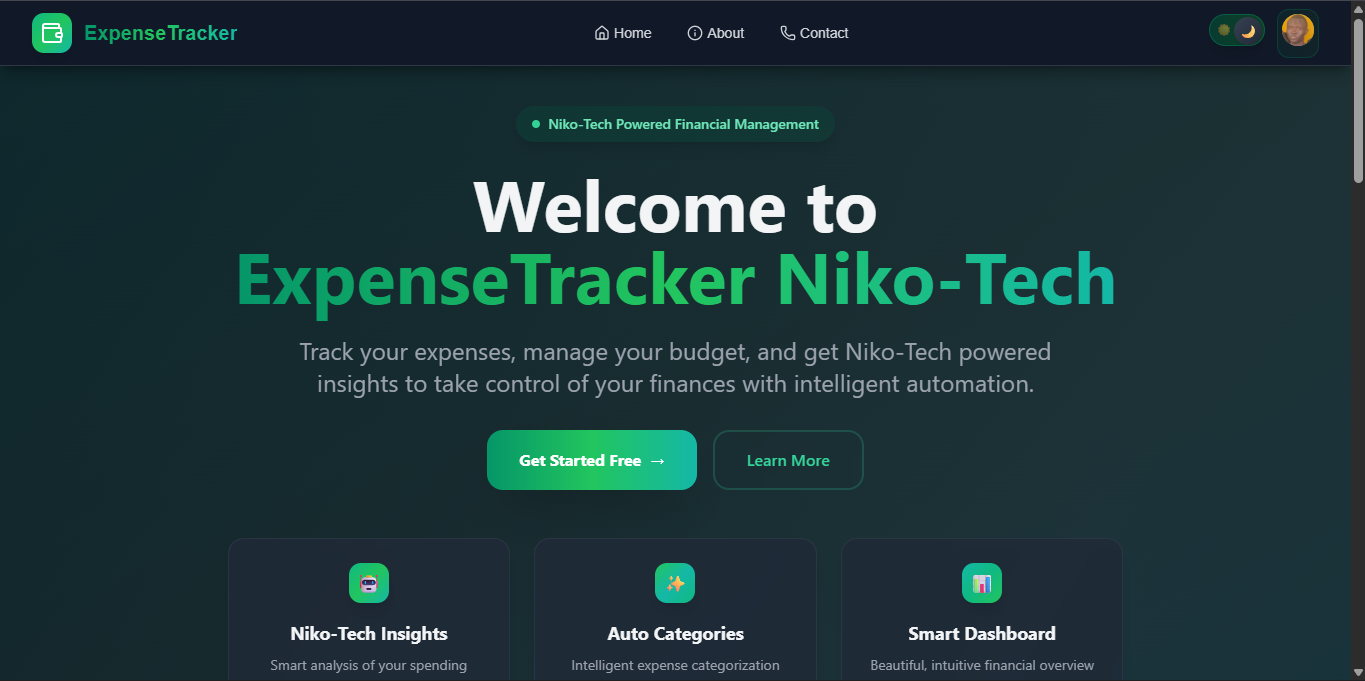 ExpenseTracker
Home
About
Contact
Niko-Tech Powered Financial Management
Welcome to
ExpenseTracker Niko-Tech
Track your expenses, manage your budget, and get Niko-Tech powered
insights to take control of your finances with intelligent automation.
Get Started Free →
Learn More
Niko-Tech Insights
Smart analysis of your spending
Auto Categories
Intelligent expense categorization
Smart Dashboard
Beautiful, intuitive financial overview